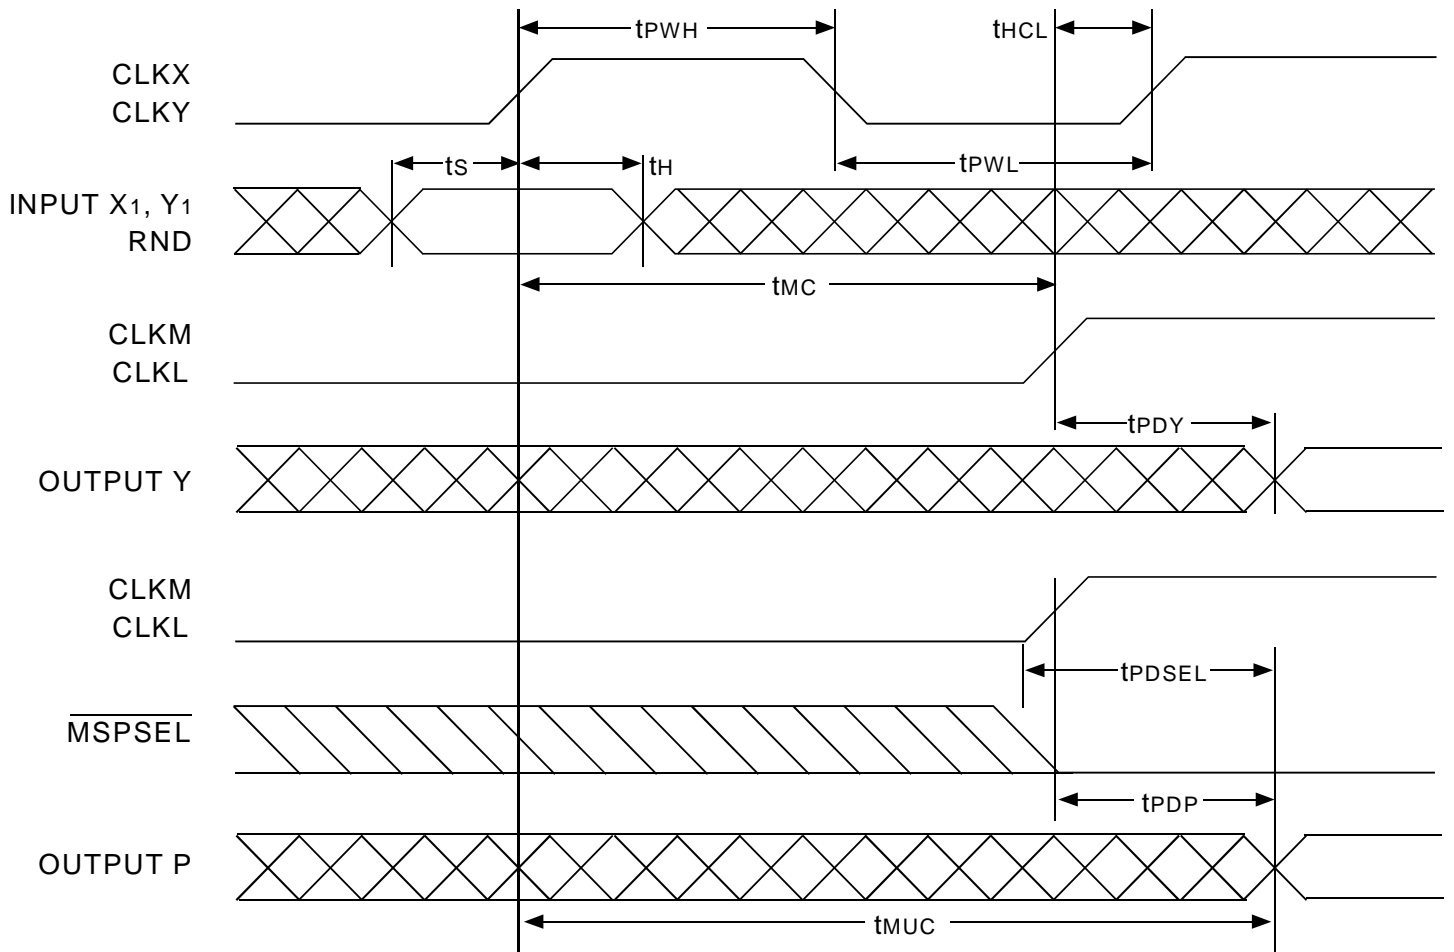 tPWH
tHCL
CLKX
CLKY
tS
tH
tPWL
INPUT X1, Y1
RND
tMC
CLKM
CLKL
tPDY
OUTPUT Y
CLKM
CLKL
tPDSEL
MSPSEL
tPDP
OUTPUT P
tMUC